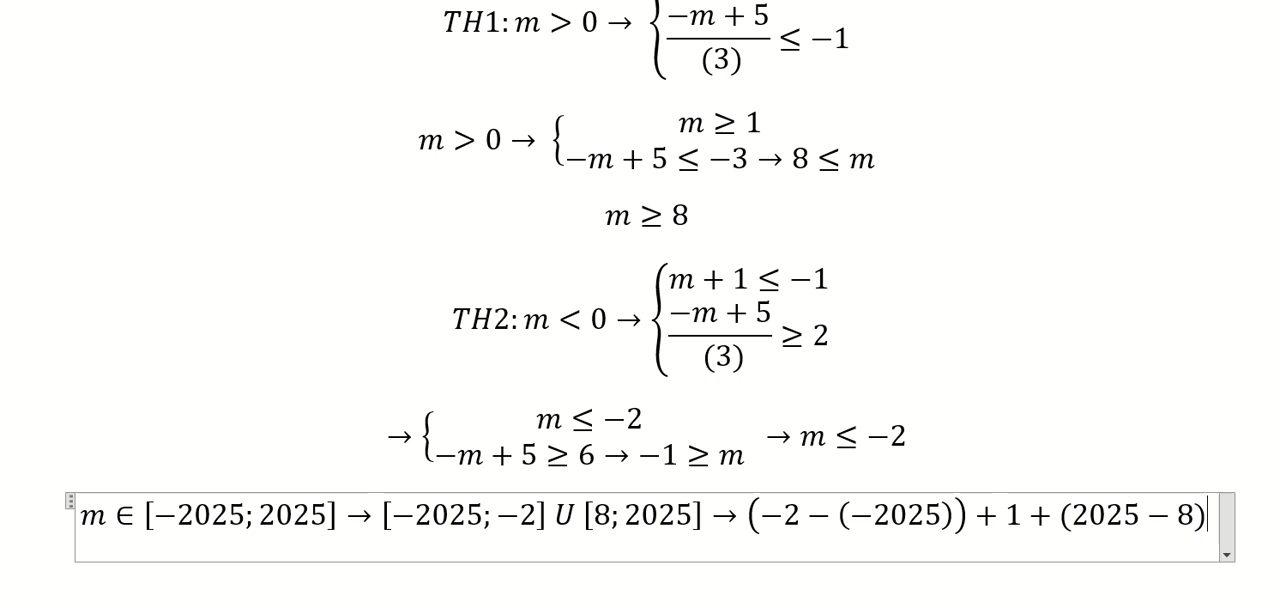 TH1: m > 0 → { −m + 5 / (3) ≤ −1
m > 0 → { m ≥ 1
−m + 5 ≤ −3 → 8 ≤ m
m ≥ 8
TH2: m < 0 → { m + 1 ≤ −1
−m + 5 / (3) ≥ 2
→ { m ≤ −2
−m + 5 ≥ 6 → −1 ≥ m → m ≤ −2
m ∈ [−2025; 2025] → [−2025; −2] U [8; 2025] → (−2 − (−2025)) + 1 + (2025 − 8)